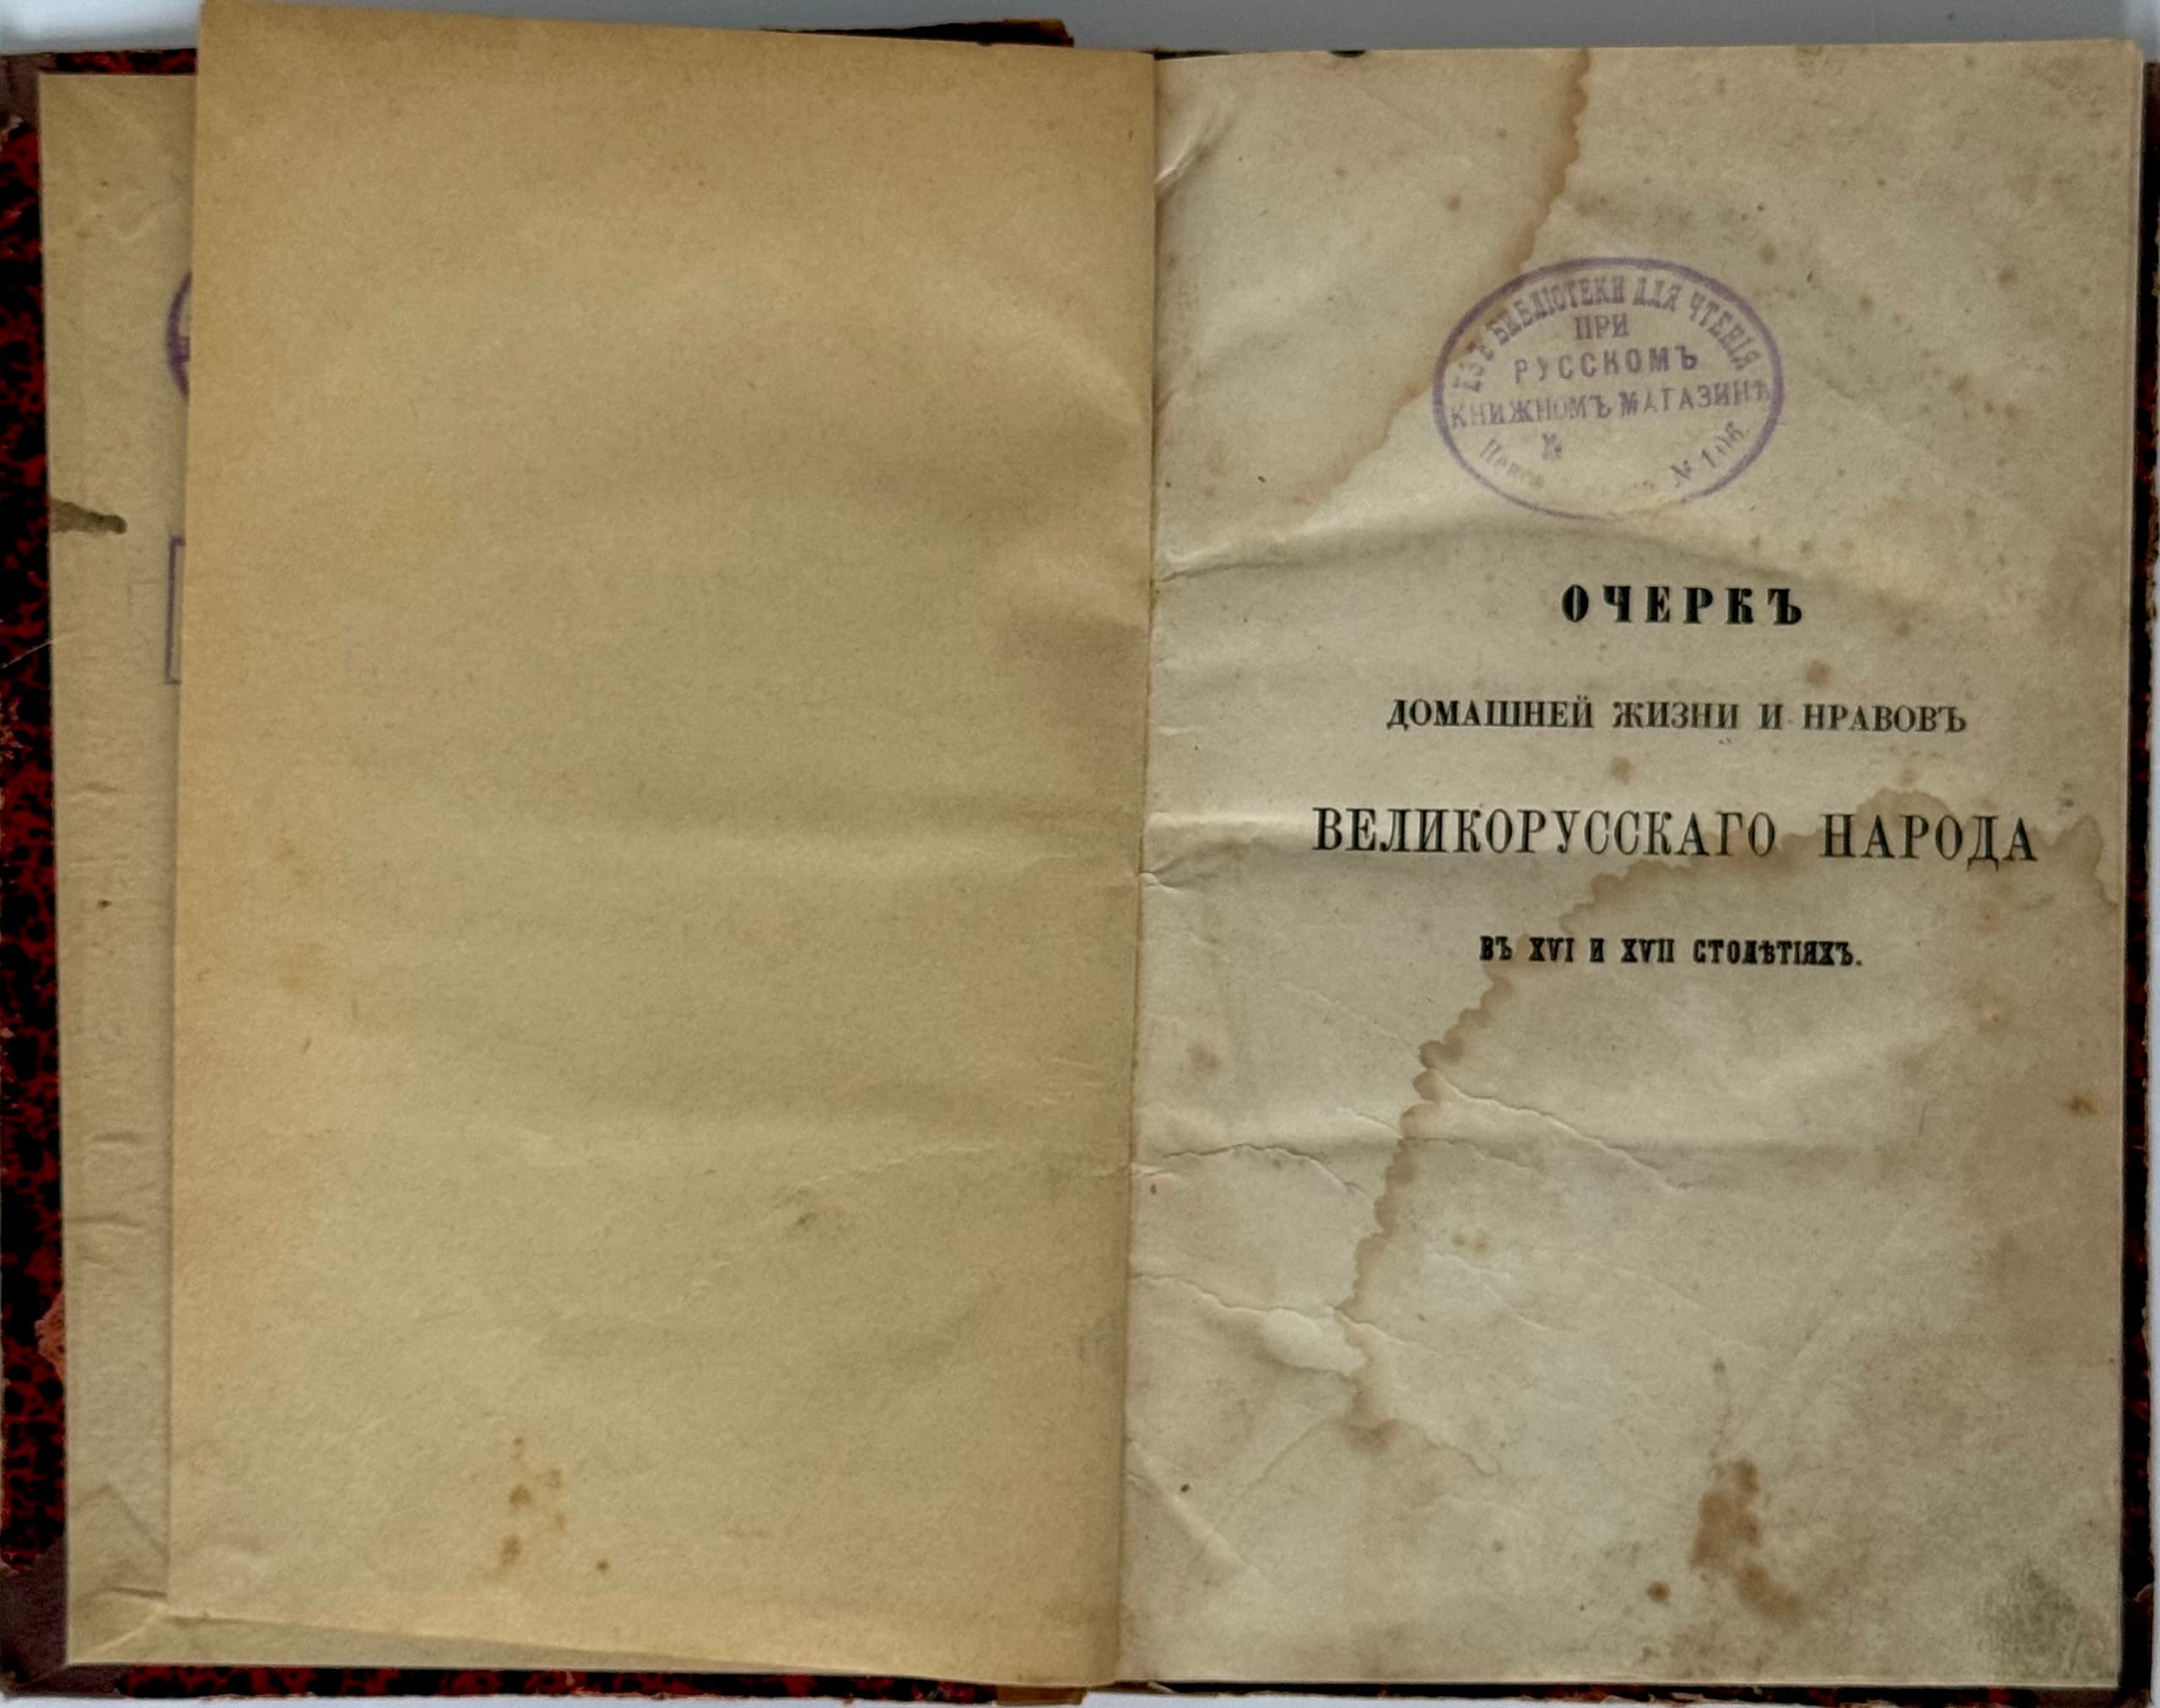 ИЗЪ БИБЛІОТЕКИ ДЛЯ ЧТЕНІЯ
ПРИ
РУССКОМЪ
КНИЖНОМЪ МАГАЗИНѢ
№
№ 106.
ОЧЕРКЪ
ДОМАШНЕЙ ЖИЗНИ И НРАВОВЪ
ВЕЛИКОРУССКАГО НАРОДА
ВЪ XVI И XVII СТОЛѢТІЯХЪ.